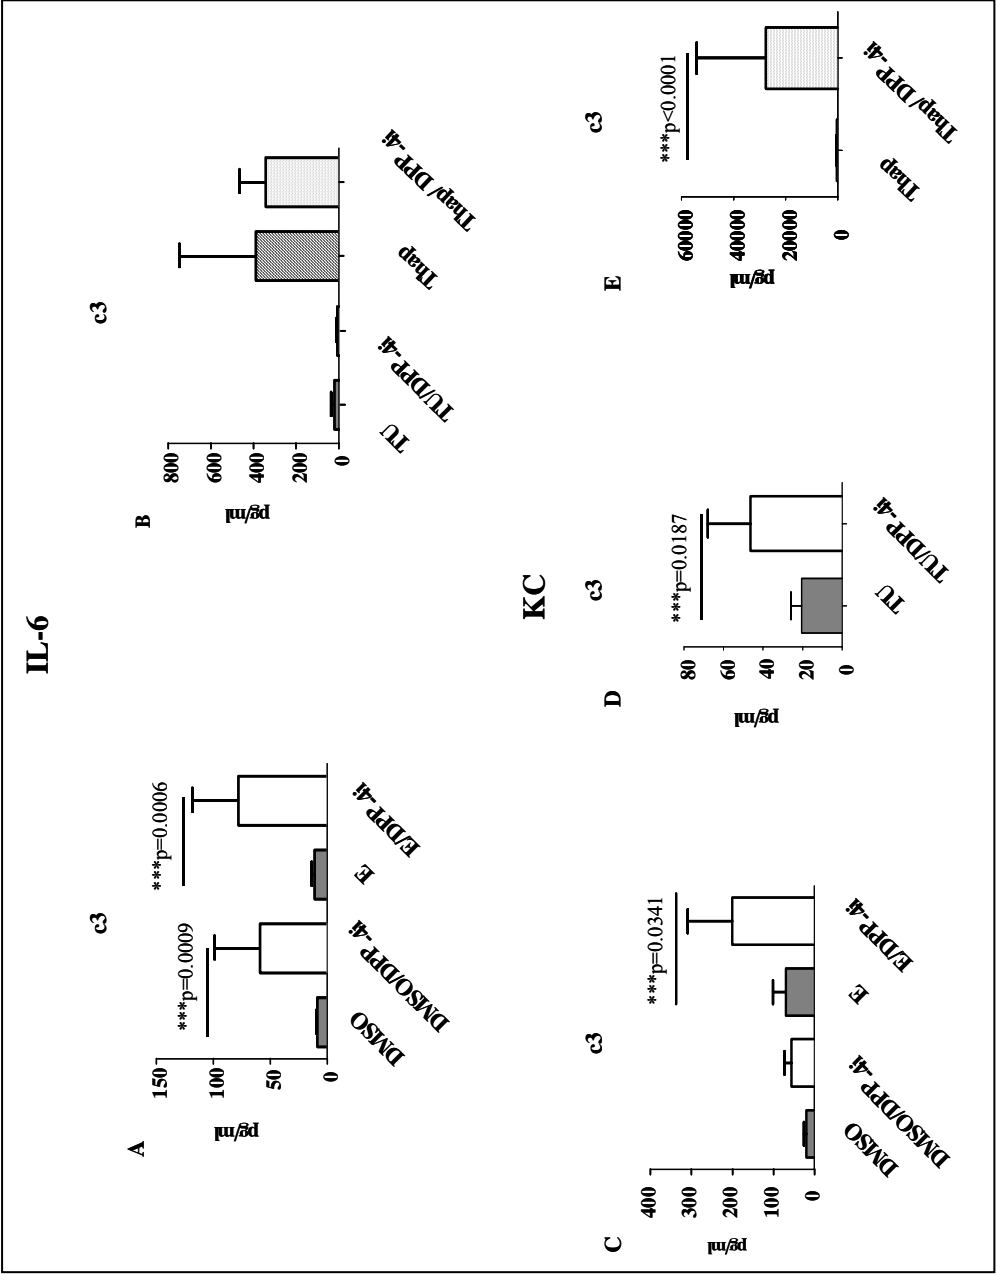 IL-6
A
c3
***p=0.0009
***p=0.0006
pg/ml
150
100
50
0
DMSO
DMSO/DPP-4i
E
E/DPP-4i
B
c3
pg/ml
800
600
400
200
0
TU
TU/DPP-4i
Thap
Thap/ DPP-4i
KC
C
c3
***p=0.0341
pg/ml
400
300
200
100
0
DMSO
DMSO/DPP-4i
E
E/DPP-4i
D
c3
***p=0.0187
pg/ml
80
60
40
20
0
TU
TU/DPP-4i
E
c3
***p<0.0001
pg/ml
60000
40000
20000
0
Thap
Thap/ DPP-4i